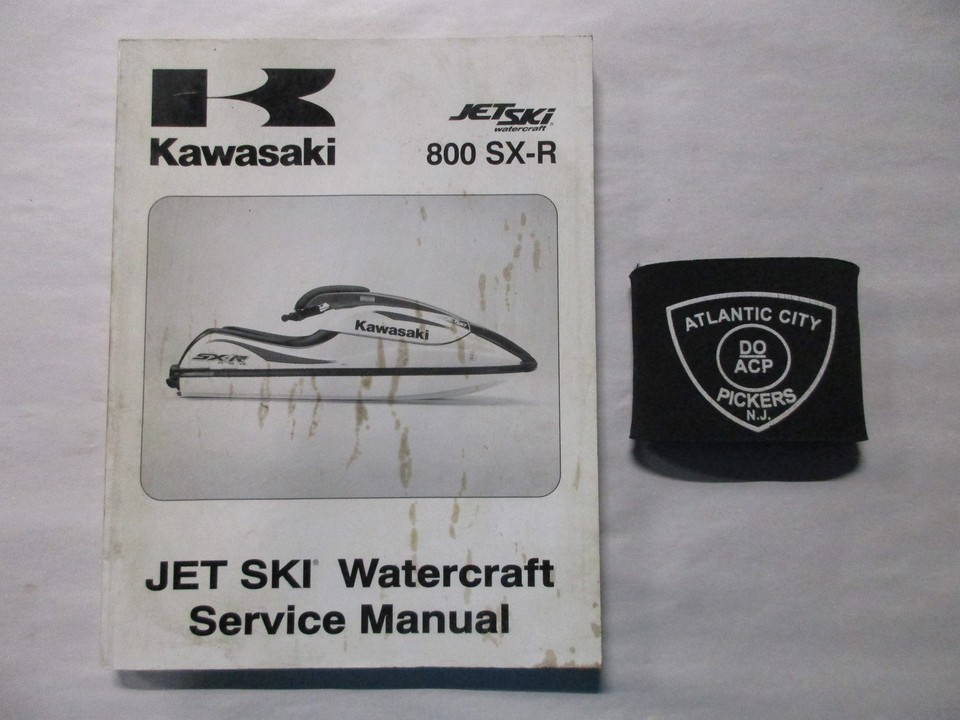 Kawasaki
JET SKI®
watercraft
800 SX-R
Kawasaki
SX-R
JET SKI® Watercraft
Service Manual
ATLANTIC CITY
DO
ACP
PICKERS
N.J.